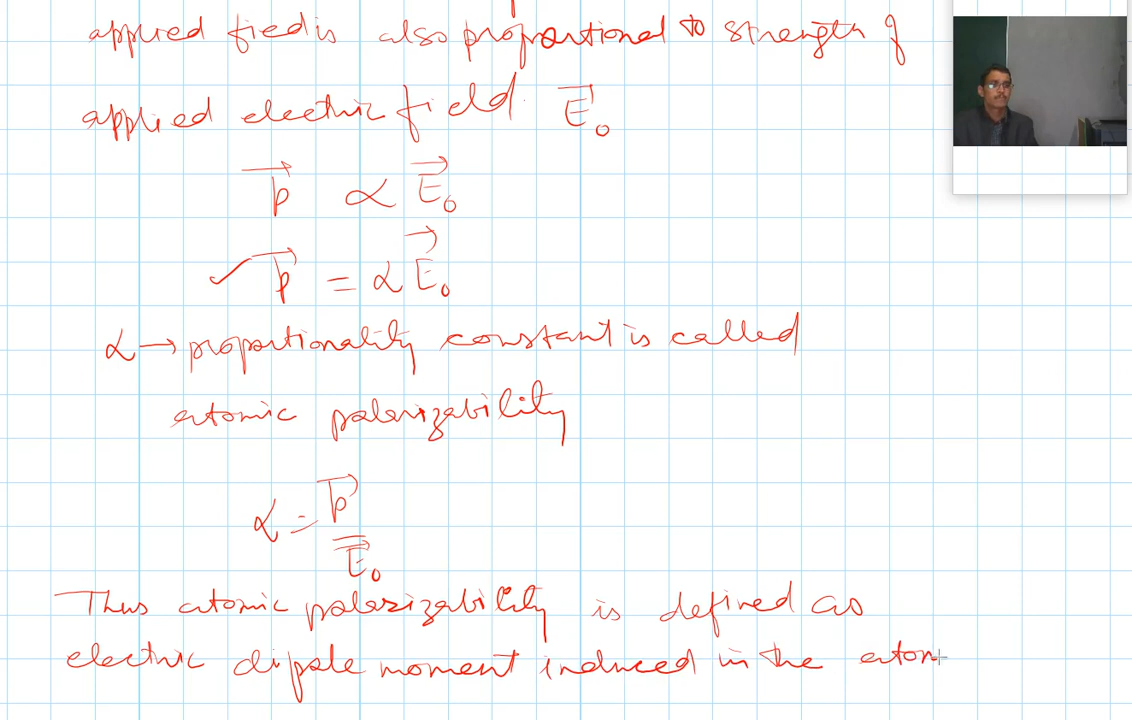 applied field is also proportional to strength of
applied electric field. E⃗₀
p⃗ ∝ E⃗₀
✓ p⃗ = α E⃗₀
α → proportionality constant is called
atomic polarizability
α = p⃗ / E⃗₀
Thus atomic polarizability is defined as
electric dipole moment induced in the atom